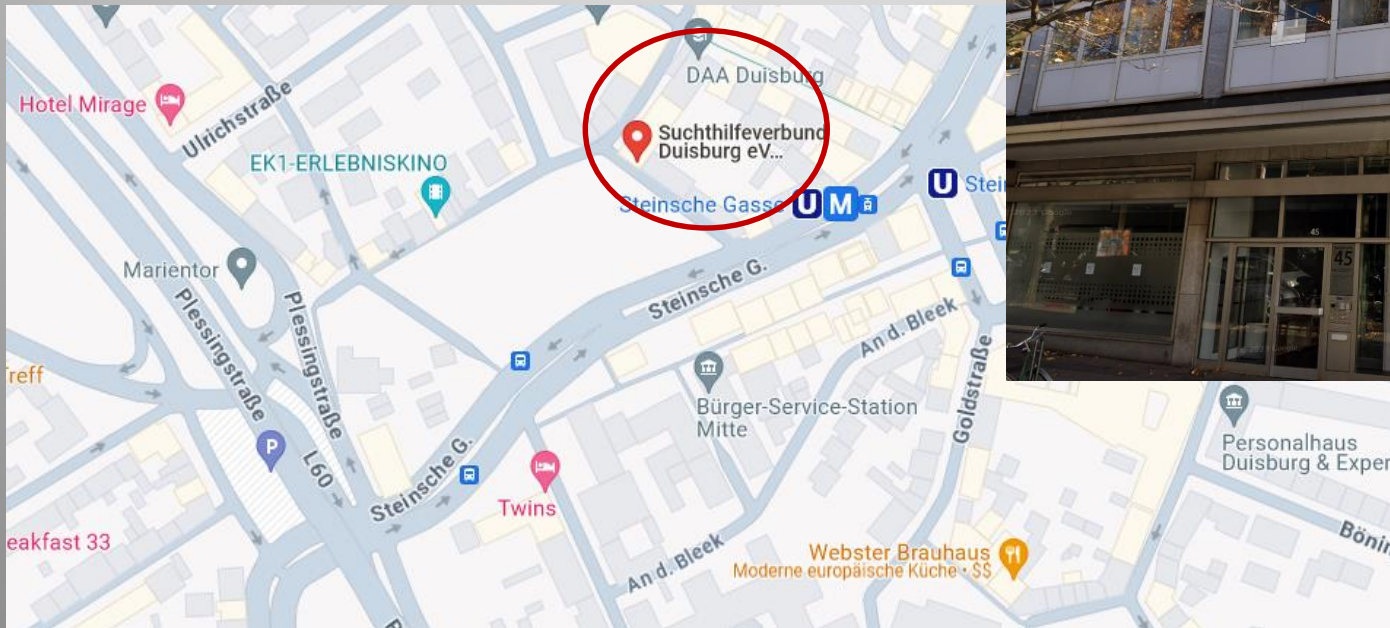 DAA Duisburg
Hotel Mirage
Ulrichstraße
Suchthilfeverbund
Duisburg eV...
EK1-ERLEBNISKINO
U
Stei
Steinsche Gasse U M
45
45
Marientor
Steinsche G.
Plessingstraße
Plessingstraße
An d. Bleek
Goldstraße
reff
Bürger-Service-Station
Mitte
Personalhaus
Duisburg & Exper
P
L60
Steinsche G.
Twins
eakfast 33
Bönin
An d. Bleek
Webster Brauhaus
Moderne europäische Küche · $$